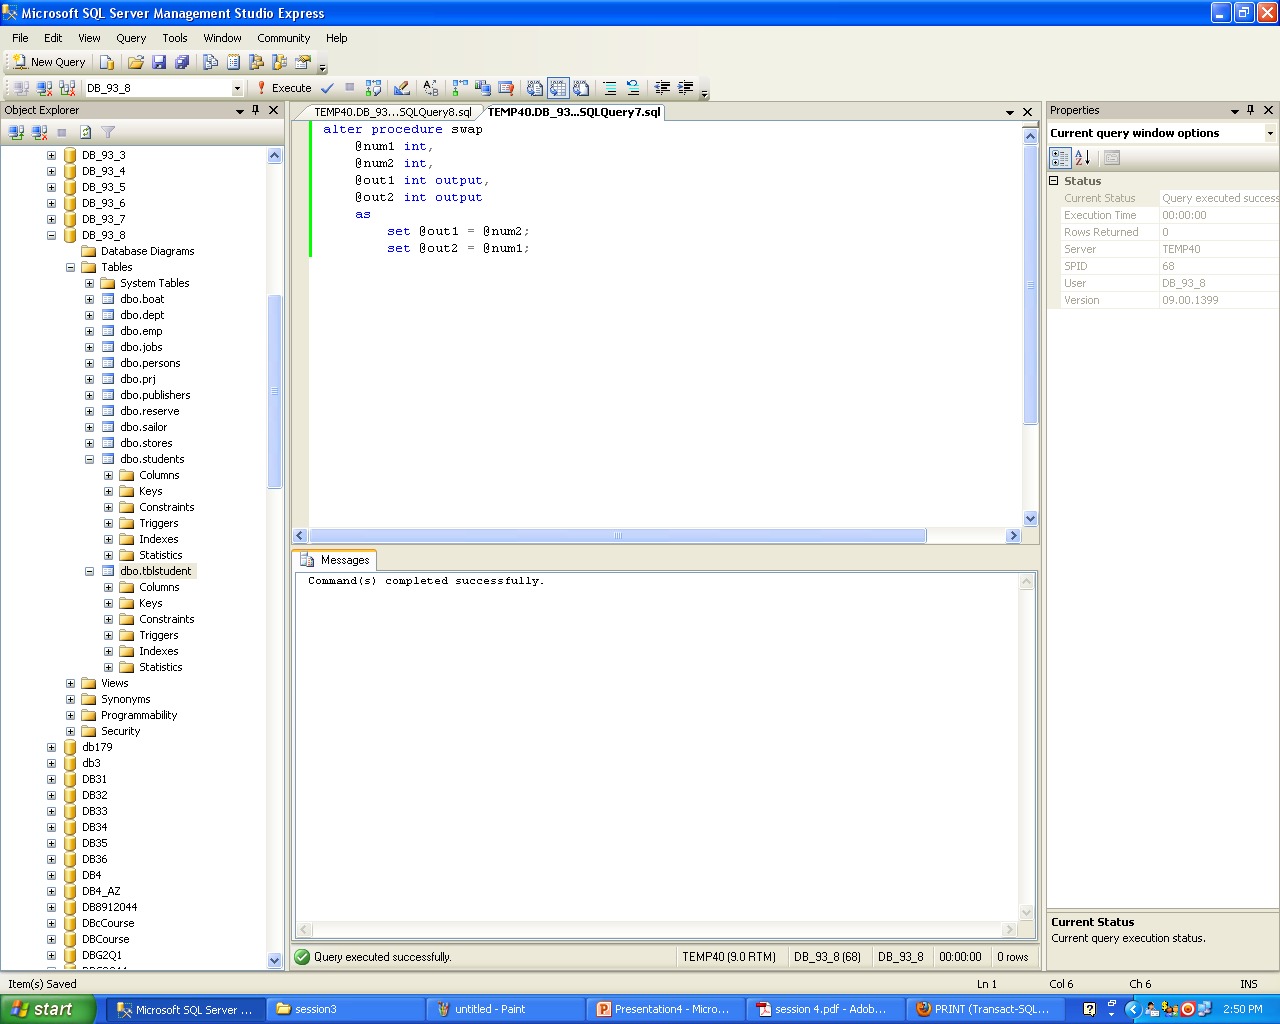 Microsoft SQL Server Management Studio Express
File Edit View Query Tools Window Community Help
New Query
DB_93_8 Execute
Object Explorer
DB_93_3
DB_93_4
DB_93_5
DB_93_6
DB_93_7
DB_93_8
Database Diagrams
Tables
System Tables
dbo.boat
dbo.dept
dbo.emp
dbo.jobs
dbo.persons
dbo.prj
dbo.publishers
dbo.reserve
dbo.sailor
dbo.stores
dbo.students
Columns
Keys
Constraints
Triggers
Indexes
Statistics
dbo.tblstudent
Columns
Keys
Constraints
Triggers
Indexes
Statistics
Views
Synonyms
Programmability
Security
db179
db3
DB31
DB32
DB33
DB34
DB35
DB36
DB4
DB4_AZ
DB8912044
DBcCourse
DBCourse
DBG2Q1
TEMP40.DB_93...SQLQuery8.sql TEMP40.DB_93...SQLQuery7.sql
alter procedure swap
@num1 int,
@num2 int,
@out1 int output,
@out2 int output
as
set @out1 = @num2;
set @out2 = @num1;
Messages
Command(s) completed successfully.
Query executed successfully. TEMP40 (9.0 RTM) DB_93_8 (68) DB_93_8 00:00:00 0 rows
Properties
Current query window options
Status
Current Status Query executed success
Execution Time 00:00:00
Rows Returned 0
Server TEMP40
SPID 68
User DB_93_8
Version 09.00.1399
Current Status
Current query execution status.
Item(s) Saved Ln 1 Col 6 Ch 6 INS
start Microsoft SQL Server ... session3 untitled - Paint Presentation4 - Micro... session 4.pdf - Adob... PRINT (Transact-SQL... 2:50 PM